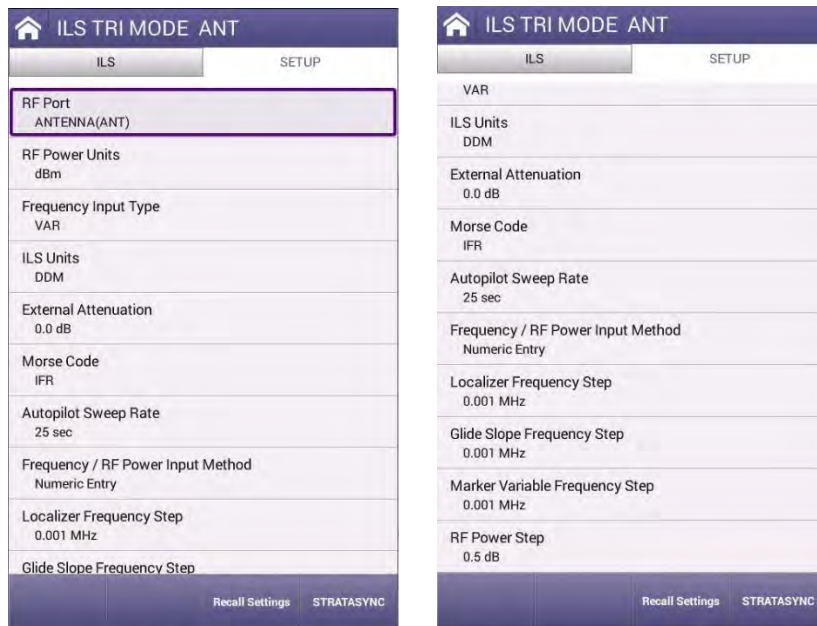 ILS TRI MODE ANT
ILS SETUP
RF Port
ANTENNA(ANT)
RF Power Units
dBm
Frequency Input Type
VAR
ILS Units
DDM
External Attenuation
0.0 dB
Morse Code
IFR
Autopilot Sweep Rate
25 sec
Frequency / RF Power Input Method
Numeric Entry
Localizer Frequency Step
0.001 MHz
Glide Slope Frequency Step
Recall Settings STRATASYNC
ILS TRI MODE ANT
ILS SETUP
VAR
ILS Units
DDM
External Attenuation
0.0 dB
Morse Code
IFR
Autopilot Sweep Rate
25 sec
Frequency / RF Power Input Method
Numeric Entry
Localizer Frequency Step
0.001 MHz
Glide Slope Frequency Step
0.001 MHz
Marker Variable Frequency Step
0.001 MHz
RF Power Step
0.5 dB
Recall Settings STRATASYNC